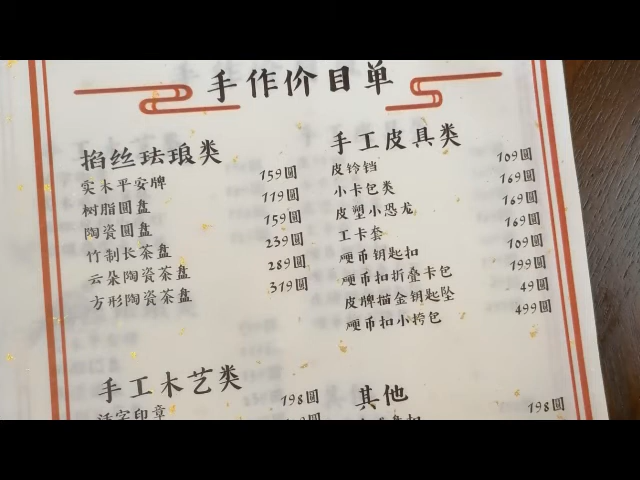 手作价目单
掐丝珐琅类
实木平安牌 159圆
树脂圆盘 119圆
陶瓷圆盘 159圆
竹制长茶盘 239圆
云朵陶瓷茶盘 289圆
方形陶瓷茶盘 319圆
手工皮具类
皮铃铛 109圆
小卡包类 169圆
皮塑小恐龙 169圆
工卡套 169圆
硬币钥匙扣 109圆
硬币扣折叠卡包 199圆
皮牌描金钥匙坠 49圆
硬币扣小挎包 499圆
手工木艺类
活字印章 198圆
其他
198圆